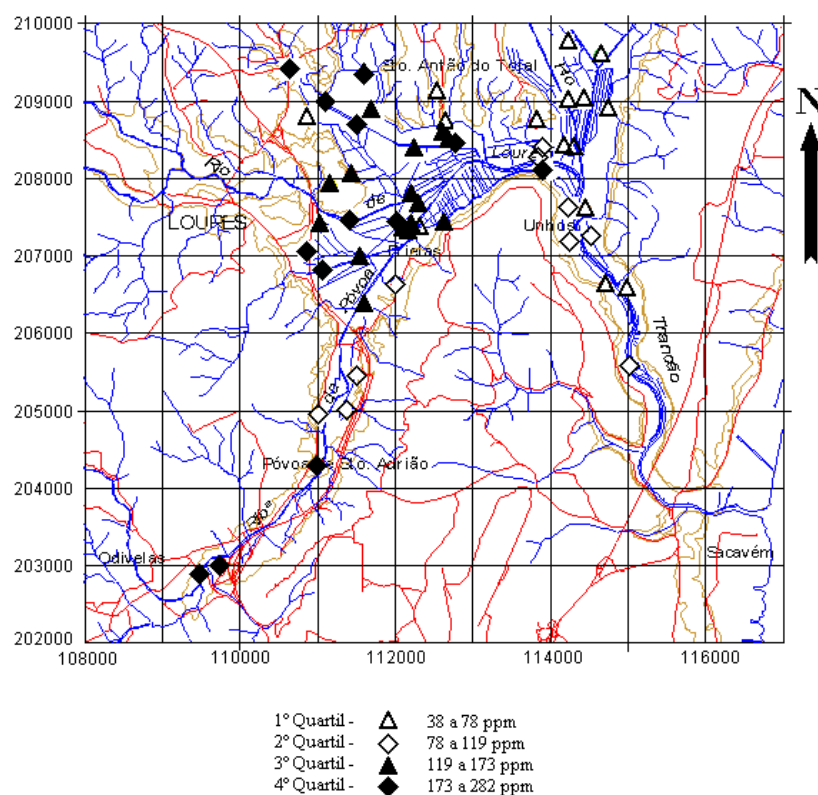 210000
Sto. Antão do Tojal
Rio
209000
N
Loures
208000
Rio
de
LOURES
Unhos
207000
Frielas
Póvoa
206000
Trancão
205000
da
Póvoa de Sto. Adrião
204000
Ribª
203000
Odivelas
Sacavém
202000
108000 110000 112000 114000 116000
1º Quartil - 38 a 78 ppm
2º Quartil - 78 a 119 ppm
3º Quartil - 119 a 173 ppm
4º Quartil - 173 a 282 ppm